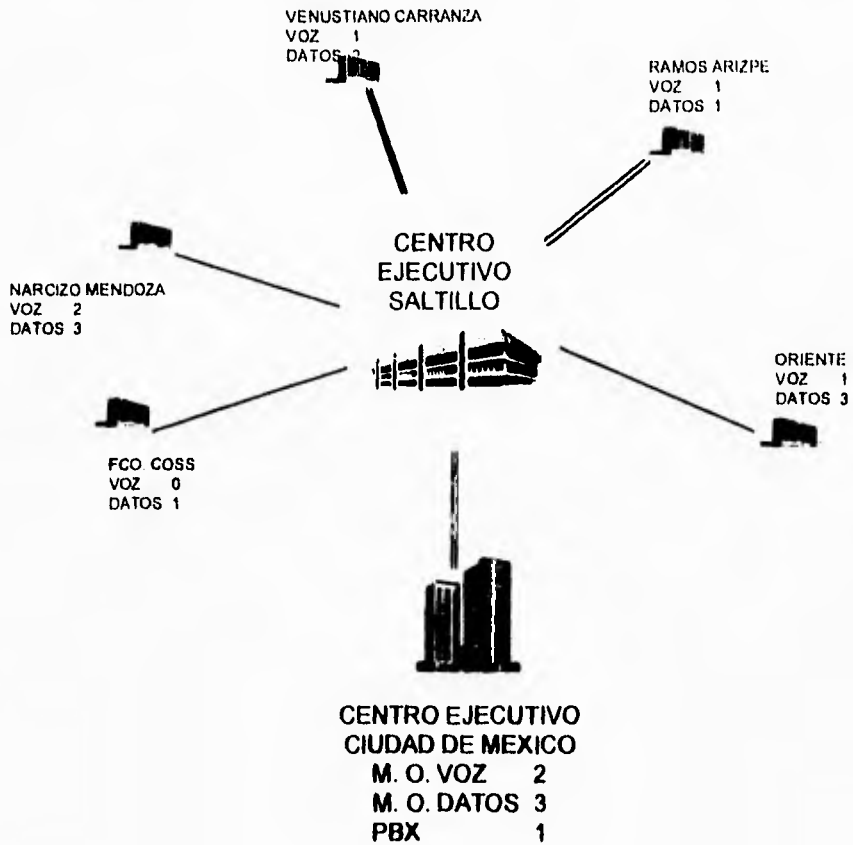 VENUSTIANO CARRANZA
VOZ 1
DATOS 2
RAMOS ARIZPE
VOZ 1
DATOS 1
CENTRO
EJECUTIVO
SALTILLO
NARCIZO MENDOZA
VOZ 2
DATOS 3
ORIENTE
VOZ 1
DATOS 3
FCO. COSS
VOZ 0
DATOS 1
CENTRO EJECUTIVO
CIUDAD DE MEXICO
M. O. VOZ 2
M. O. DATOS 3
PBX 1